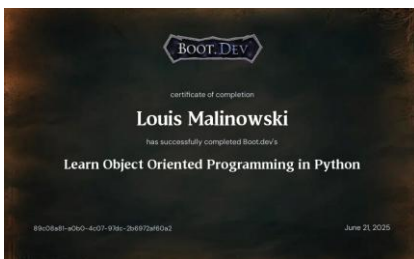 BOOT.DEV
certificate of completion
Louis Malinowski
has successfully completed Boot.dev's
Learn Object Oriented Programming in Python
June 21, 2025